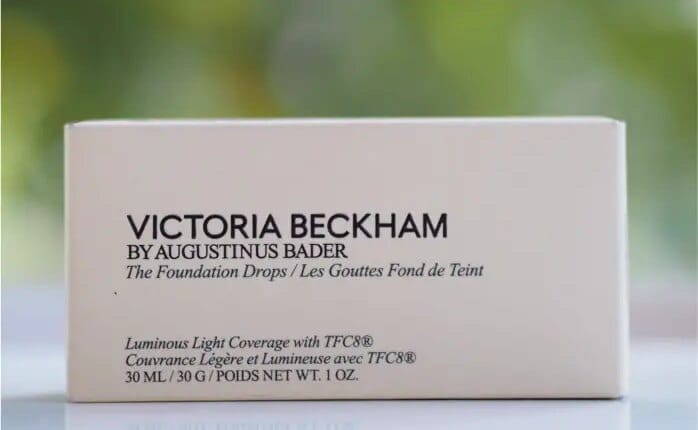 VICTORIA BECKHAM
BY AUGUSTINUS BADER
The Foundation Drops / Les Gouttes Fond de Teint
Luminous Light Coverage with TFC8®
Couvrance Légère et Lumineuse avec TFC8®
30 ML / 30 G / POIDS NET WT. 1 OZ.